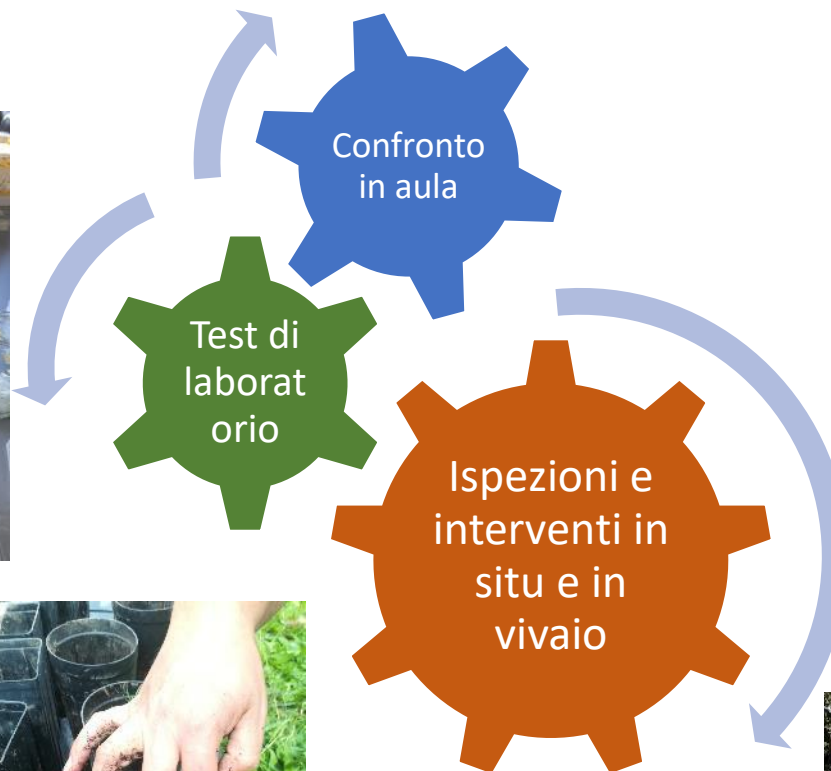 Confronto
in aula
Test di
laborat
orio
Ispezioni e
interventi in
situ e in
vivaio